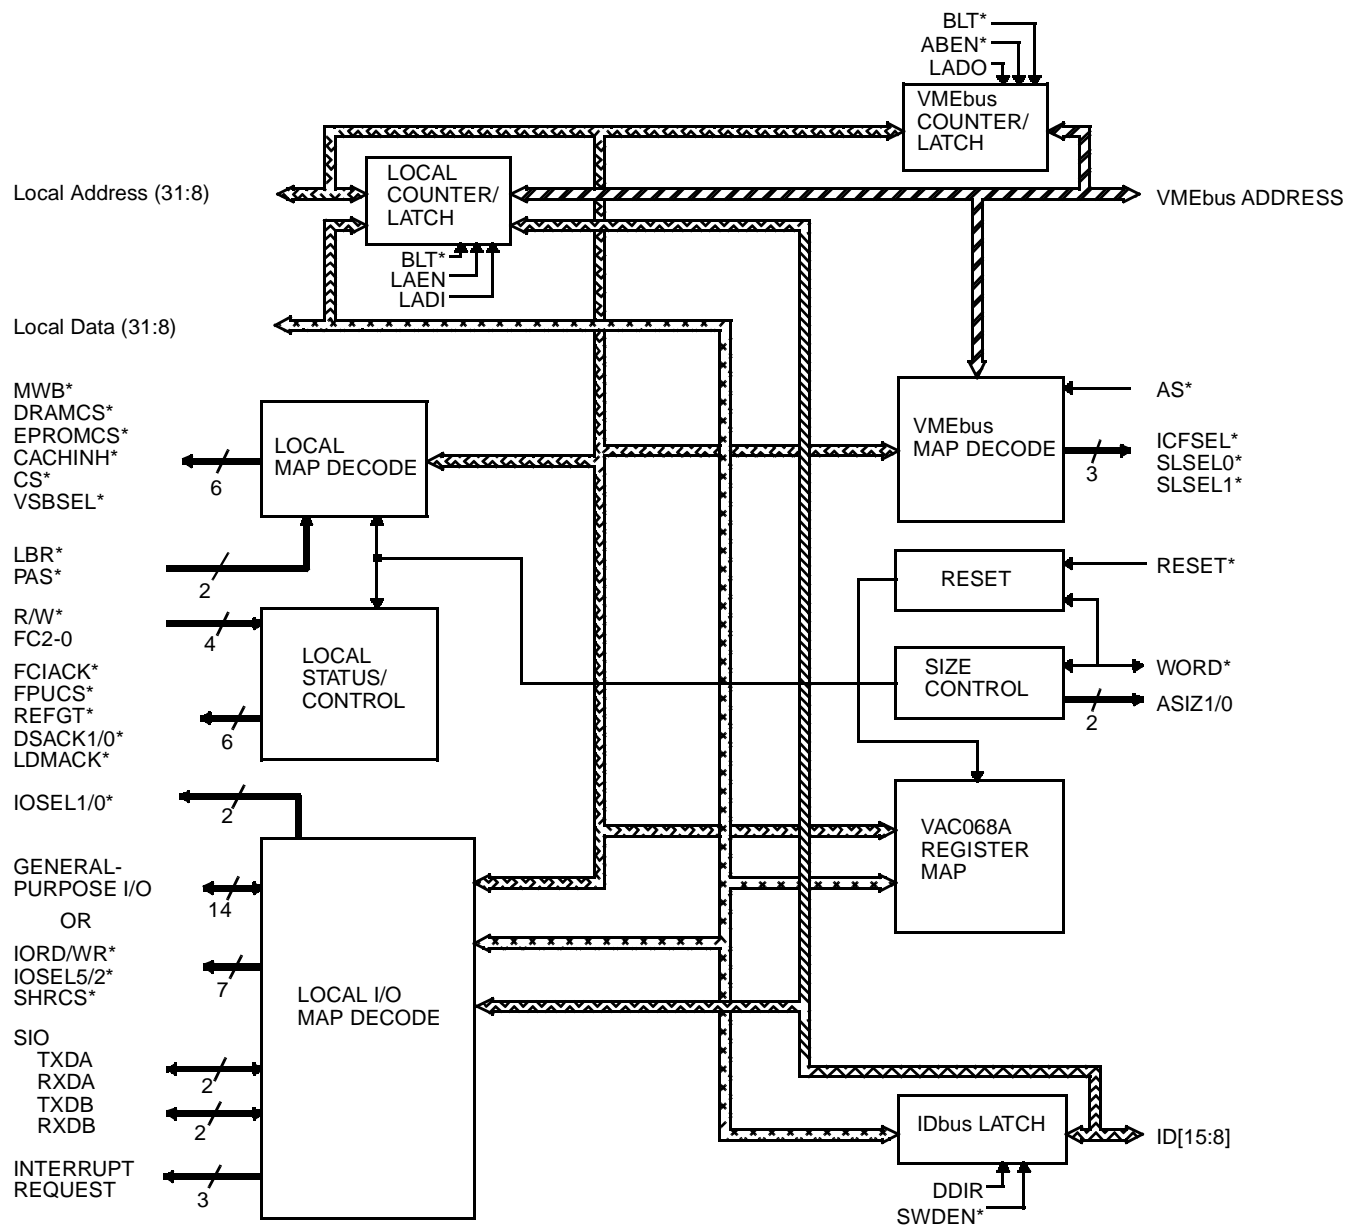 BLT*
ABEN*
LADO
VMEbus
COUNTER/
LATCH
LOCAL
COUNTER/
LATCH
Local Address (31:8)
VMEbus ADDRESS
BLT*
LAEN
LADI
Local Data (31:8)
MWB*
DRAMCS*
EPROMCS*
CACHINH*
CS*
VSBSEL*
6
LOCAL
MAP DECODE
VMEbus
MAP DECODE
AS*
ICFSEL*
SLSEL0*
SLSEL1*
3
LBR*
PAS*
2
RESET
RESET*
R/W*
FC2-0
4
LOCAL
STATUS/
CONTROL
FCIACK*
FPUCS*
REFGT*
DSACK1/0*
LDMACK*
6
SIZE
CONTROL
WORD*
ASIZ1/0
2
IOSEL1/0*
2
VAC068A
REGISTER
MAP
GENERAL-
PURPOSE I/O
14
OR
IORD/WR*
IOSEL5/2*
SHRCS*
7
LOCAL I/O
MAP DECODE
SIO
TXDA
RXDA
2
TXDB
RXDB
2
INTERRUPT
REQUEST
3
IDbus LATCH
ID[15:8]
DDIR
SWDEN*